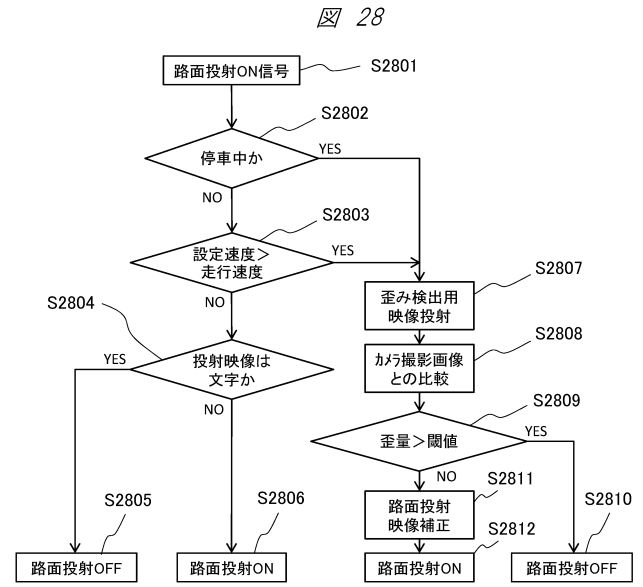 図 28
路面投射ON信号
S2801
停車中か
S2802
YES
NO
設定速度>
走行速度
S2803
YES
NO
S2804
投射映像は
文字か
YES
NO
S2805
路面投射OFF
S2806
路面投射ON
S2807
歪み検出用
映像投射
S2808
カメラ撮影画像
との比較
S2809
歪量>閾値
YES
NO
S2811
路面投射
映像補正
S2810
S2812
路面投射ON
路面投射OFF